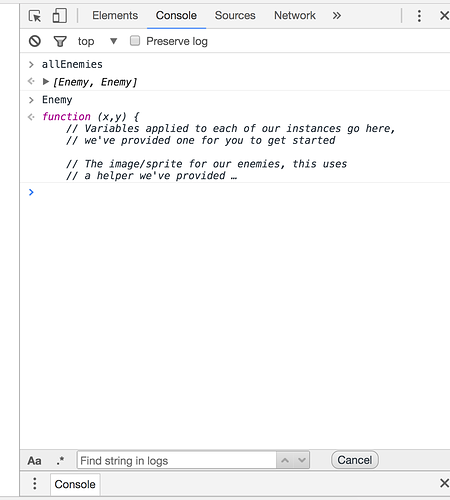 Elements Console Sources Network »
top ▼ Preserve log
> allEnemies
<· ▶ [Enemy, Enemy]
> Enemy
<· function (x,y) {
// Variables applied to each of our instances go here,
// we've provided one for you to get started
// The image/sprite for our enemies, this uses
// a helper we've provided …
>
Aa .* Find string in logs Cancel
Console